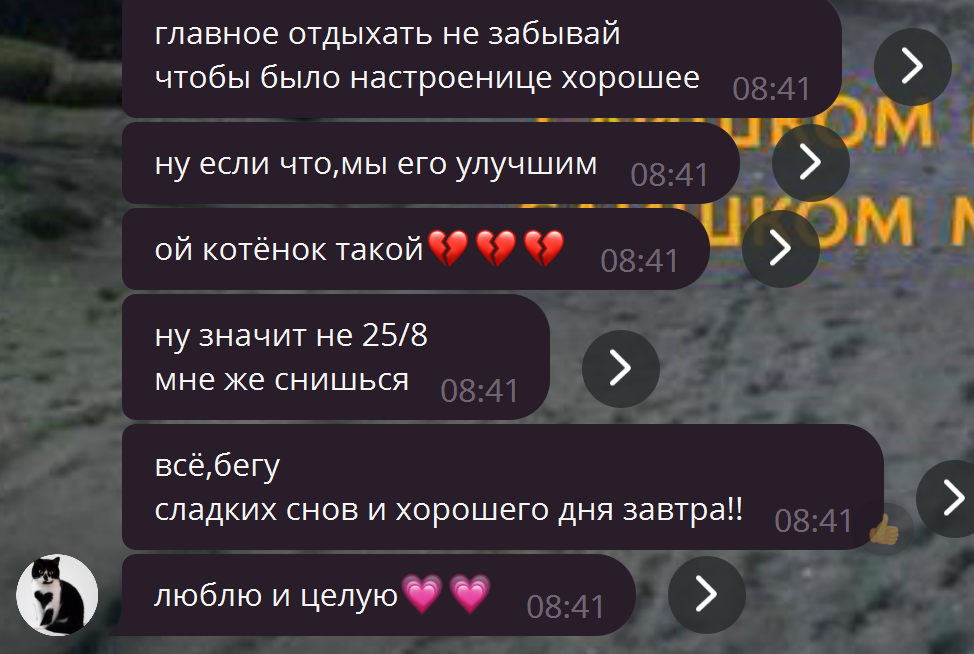 главное отдыхать не забывай
чтобы было настроенице хорошее 08:41
ну если что,мы его улучшим 08:41
ой котёнок такой💔💔💔 08:41
ну значит не 25/8
мне же снишься 08:41
всё,бегу
сладких снов и хорошего дня завтра!! 08:41 👍
люблю и целую💗💗 08:41